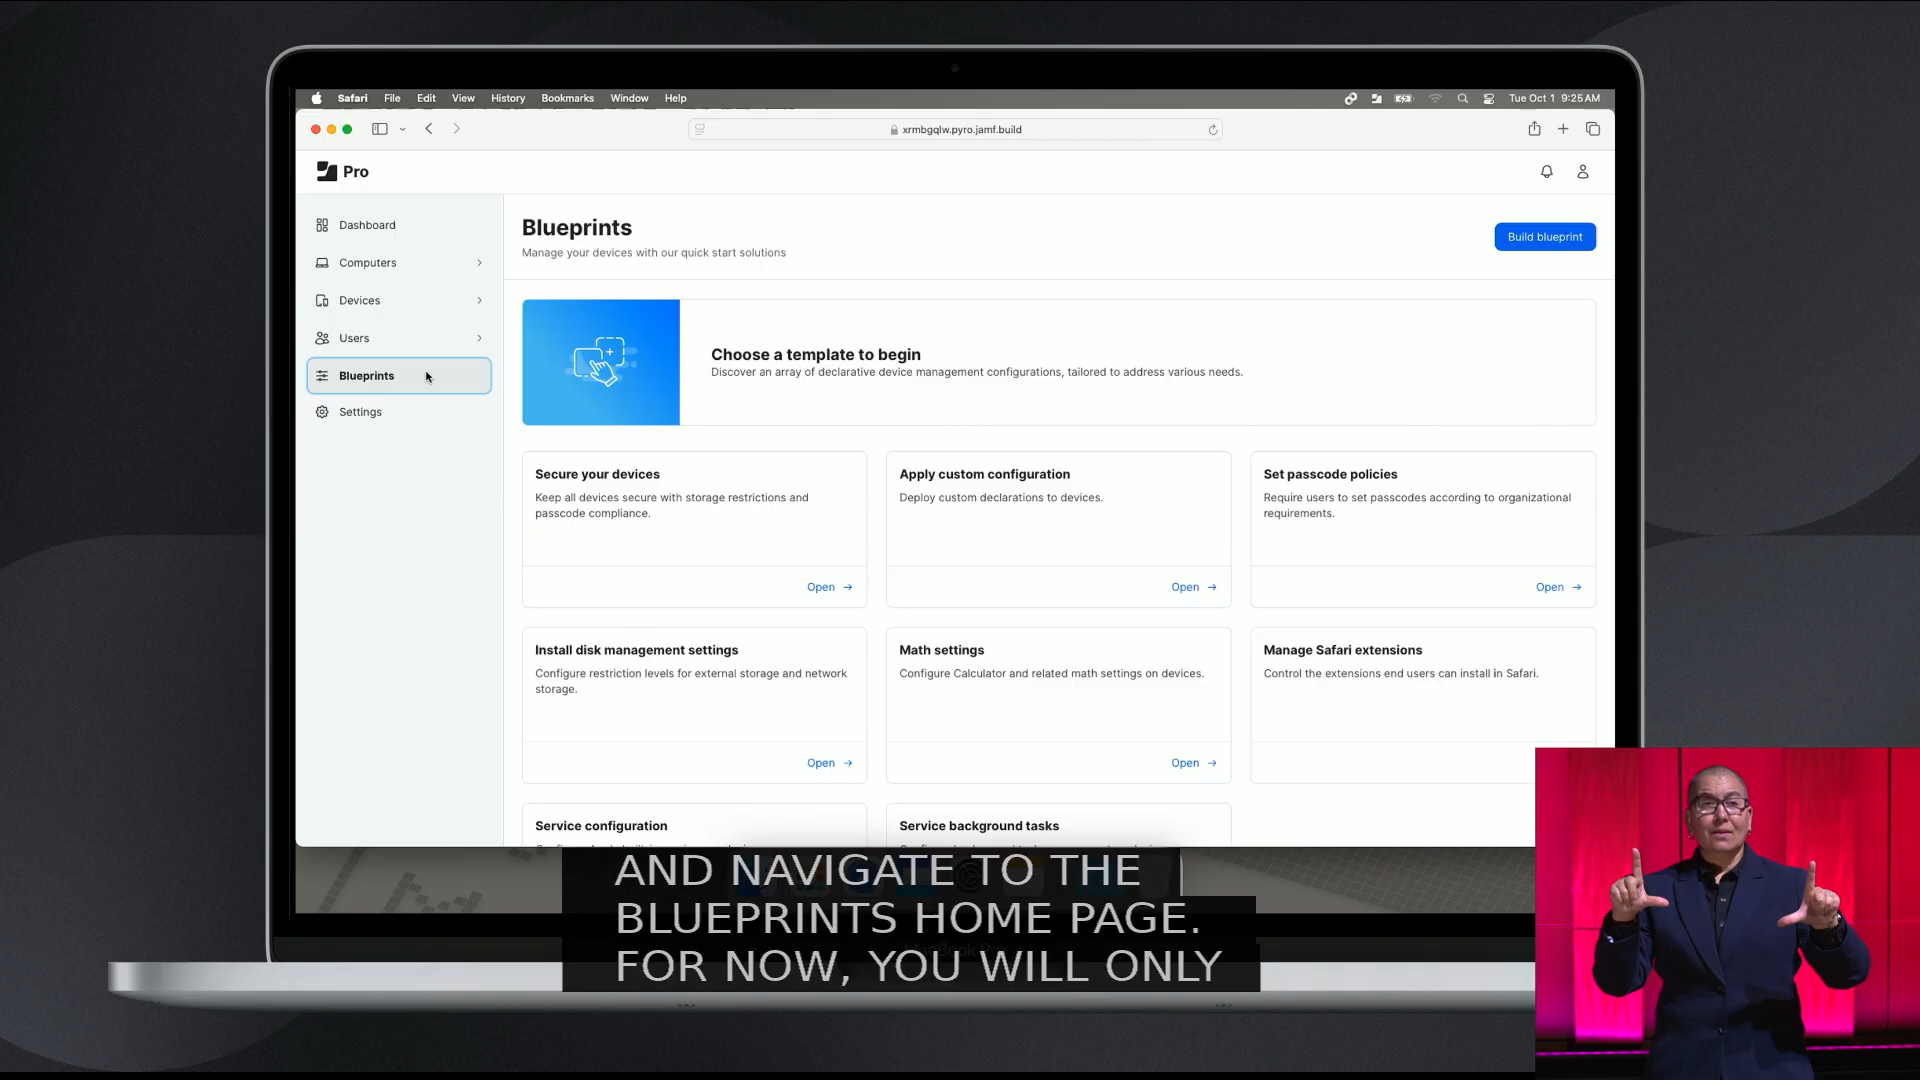 Safari File Edit View History Bookmarks Window Help Tue Oct 1 9:25 AM
xrmbgqlw.pyro.jamf.build
Pro
Dashboard
Computers
Devices
Users
Blueprints
Settings
Blueprints
Manage your devices with our quick start solutions
Build blueprint
Choose a template to begin
Discover an array of declarative device management configurations, tailored to address various needs.
Secure your devices
Keep all devices secure with storage restrictions and
passcode compliance.
Open
Apply custom configuration
Deploy custom declarations to devices.
Open
Set passcode policies
Require users to set passcodes according to organizational
requirements.
Open
Install disk management settings
Configure restriction levels for external storage and network
storage.
Open
Math settings
Configure Calculator and related math settings on devices.
Open
Manage Safari extensions
Control the extensions end users can install in Safari.
Service configuration
Service background tasks
AND NAVIGATE TO THE
BLUEPRINTS HOME PAGE.
FOR NOW, YOU WILL ONLY